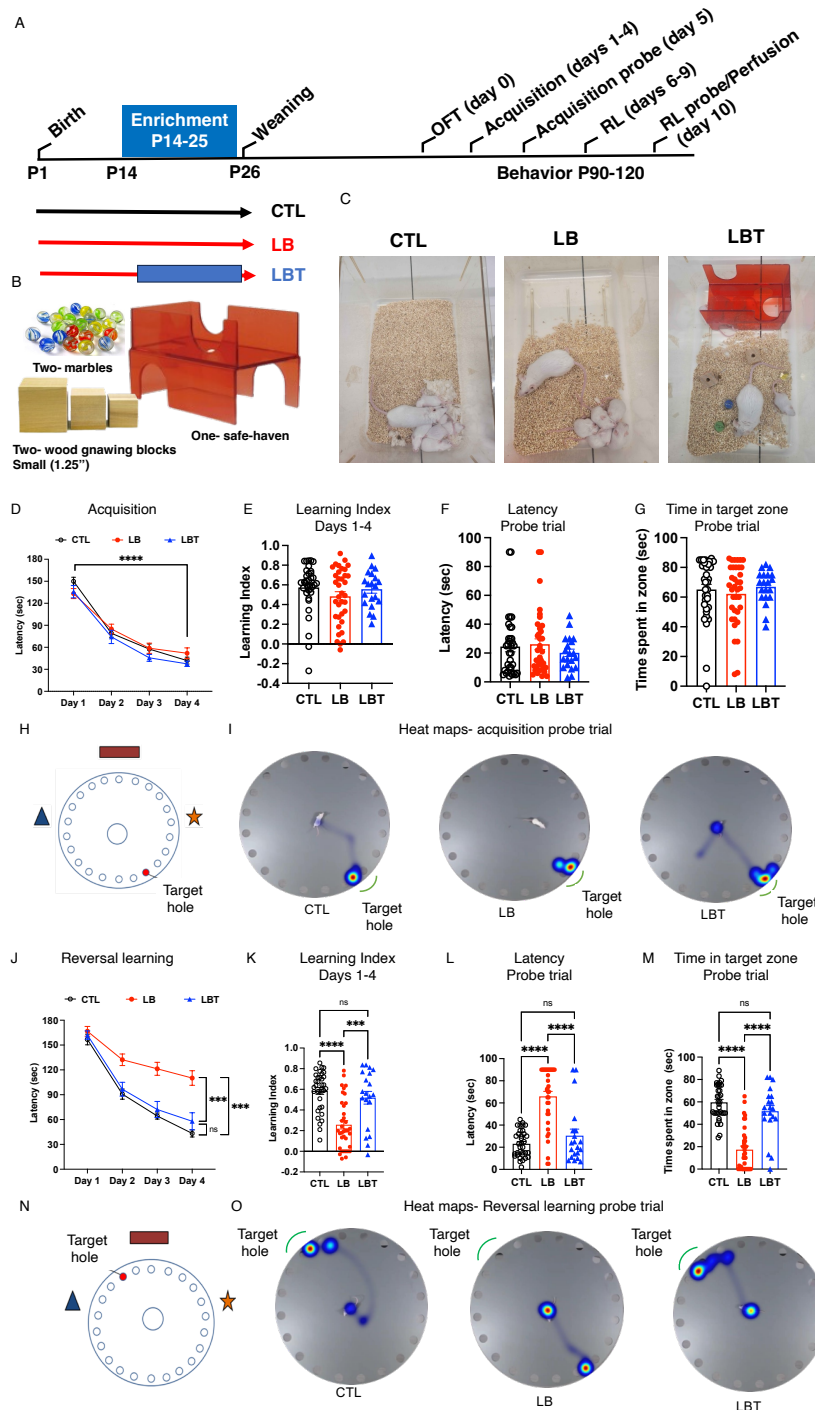 A
Birth
Enrichment
P14-25
Weaning
OFT (day 0)
Acquisition (days 1-4)
Acquisition probe (day 5)
RL (days 6-9)
RL probe/Perfusion
(day 10)
P1
P14
P26
Behavior P90-120
CTL
LB
LBT
B
Two- marbles
Two- wood gnawing blocks
Small (1.25”)
One- safe-haven
C
CTL
LB
LBT
D
Acquisition
CTL
LB
LBT
****
Latency (sec)
180
150
120
90
60
30
0
Day 1
Day 2
Day 3
Day 4
E
Learning Index
Days 1-4
Learning Index
1.0
0.8
0.6
0.4
0.2
0.0
-0.2
-0.4
CTL
LB
LBT
F
Latency
Probe trial
Latency (sec)
100
80
60
40
20
0
CTL
LB
LBT
G
Time in target zone
Probe trial
Time spent in zone (sec)
100
80
60
40
20
0
CTL
LB
LBT
H
Target
hole
I
Heat maps- acquisition probe trial
CTL
Target
hole
LB
Target
hole
LBT
Target
hole
J
Reversal learning
CTL
LB
LBT
Latency (sec)
180
150
120
90
60
30
0
***
ns
***
Day 1
Day 2
Day 3
Day 4
K
Learning Index
Days 1-4
ns
****
***
Learning Index
1.0
0.8
0.6
0.4
0.2
0.0
-0.2
CTL
LB
LBT
L
Latency
Probe trial
ns
****
****
Latency (sec)
100
80
60
40
20
0
CTL
LB
LBT
M
Time in target zone
Probe trial
ns
****
****
Time spent in zone (sec)
100
80
60
40
20
0
CTL
LB
LBT
N
Target
hole
O
Heat maps- Reversal learning probe trial
Target
hole
CTL
Target
hole
LB
Target
hole
LBT